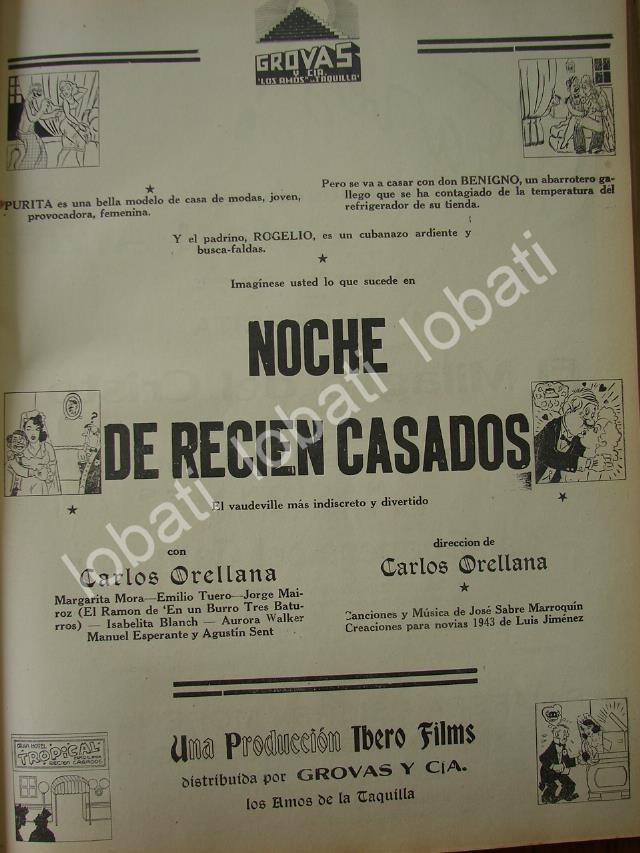 GROVAS
Y CIA.
"LOS AMOS" de la TAQUILLA"
PURITA es una bella modelo de casa de modas, joven,
provocadora, femenina.
Pero se va a casar con don BENIGNO, un abarrotero ga-
llego que se ha contagiado de la temperatura del
refrigerador de su tienda.
Y el padrino, ROGELIO, es un cubanazo ardiente y
busca-faldas.
Imagínese usted lo que sucede en
NOCHE
DE RECIEN CASADOS
El vaudeville más indiscreto y divertido
con
Carlos Orellana
Margarita Mora—Emilio Tuero—Jorge Mai-
roz (El Ramon de 'En un Burro Tres Batu-
rros) — Isabelita Blanch — Aurora Walker
Manuel Esperante y Agustín Sent
direccion de
Carlos Orellana
Canciones y Música de José Sabre Marroquín
Creaciones para novias 1943 de Luis Jiménez
Una Producción Ibero Films
distribuida por GROVAS Y CíA.
los Amos de la Taquilla
GRAN HOTEL
TROPICAL
RECIEN CASADOS
lobati lobati lobati lobati